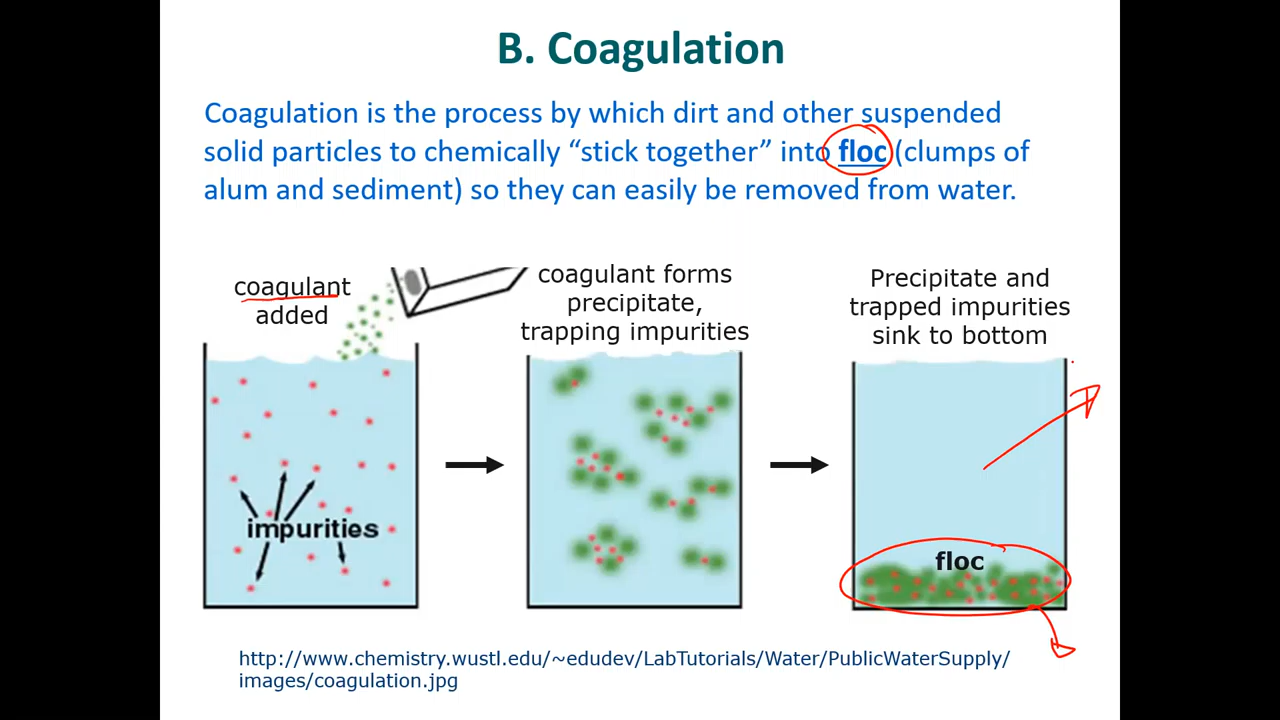 B. Coagulation
Coagulation is the process by which dirt and other suspended
solid particles to chemically “stick together” into floc (clumps of
alum and sediment) so they can easily be removed from water.
coagulant
added
coagulant forms
precipitate,
trapping impurities
Precipitate and
trapped impurities
sink to bottom
impurities
floc
http://www.chemistry.wustl.edu/~edudev/LabTutorials/Water/PublicWaterSupply/
images/coagulation.jpg